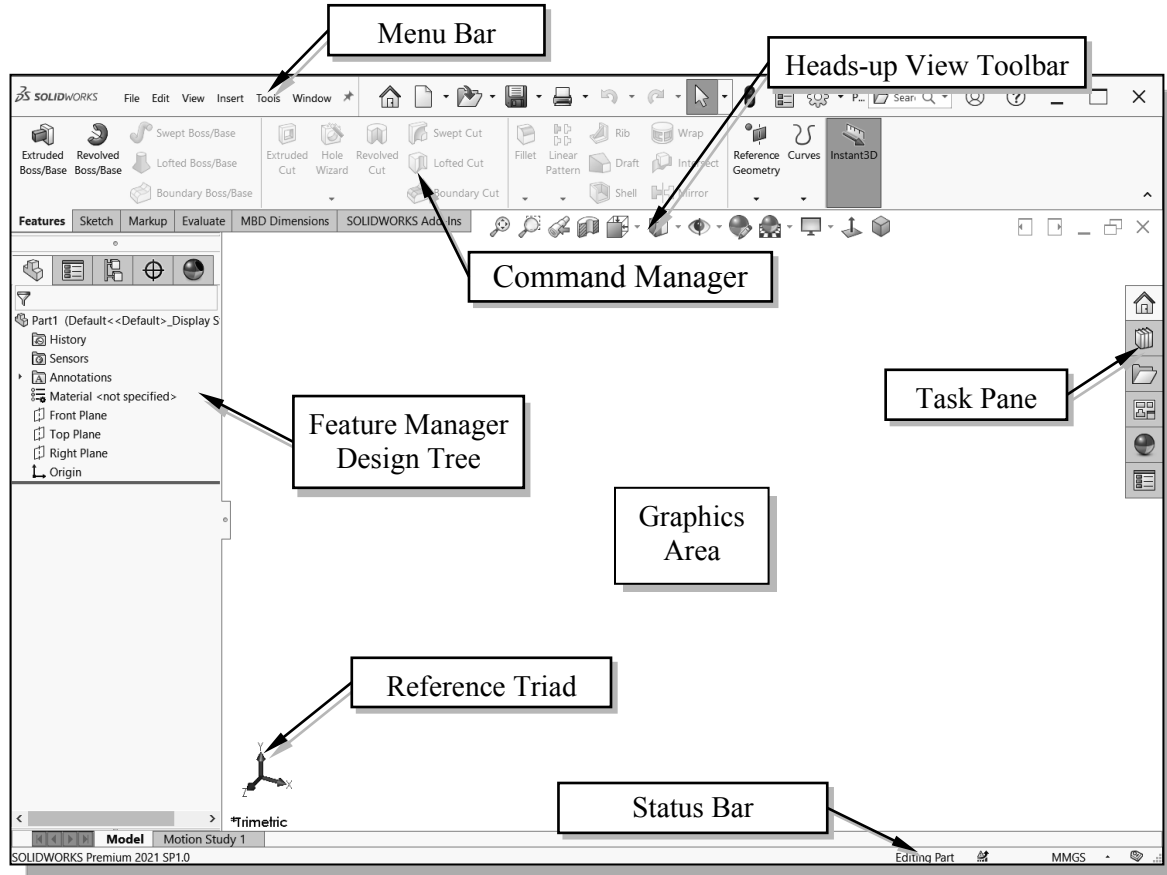 Menu Bar
Heads-up View Toolbar
SOLIDWORKS File Edit View Insert Tools Window P...
Swept Boss/Base
Swept Cut
Rib
Wrap
Extruded Boss/Base
Revolved Boss/Base
Lofted Boss/Base
Extruded Cut
Hole Wizard
Revolved Cut
Lofted Cut
Fillet
Linear Pattern
Draft
Intersect
Reference Geometry
Curves
Instant3D
Boundary Boss/Base
Boundary Cut
Shell
Mirror
Features Sketch Markup Evaluate MBD Dimensions SOLIDWORKS Add-Ins
Command Manager
Part1 (Default<<Default>_Display S
History
Sensors
Annotations
Material <not specified>
Front Plane
Top Plane
Right Plane
Origin
Task Pane
Feature Manager
Design Tree
Graphics
Area
Reference Triad
Y
X
Z
*Trimetric
Status Bar
Model Motion Study 1
SOLIDWORKS Premium 2021 SP1.0 Editing Part MMGS